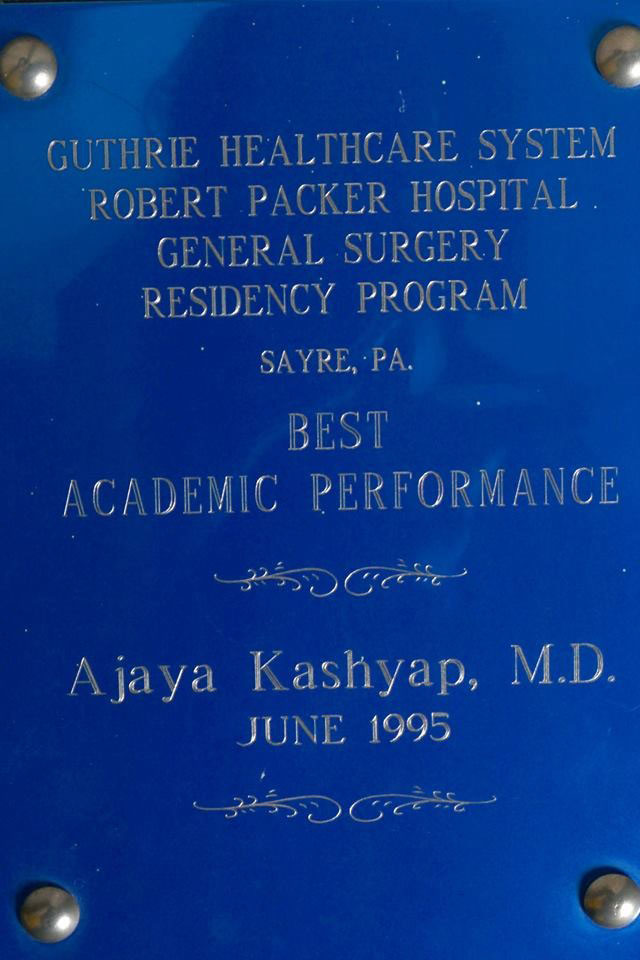 GUTHRIE HEALTHCARE SYSTEM
ROBERT PACKER HOSPITAL
GENERAL SURGERY
RESIDENCY PROGRAM
SAYRE, PA.
BEST
ACADEMIC PERFORMANCE
Ajaya Kashyap, M.D.
JUNE 1995